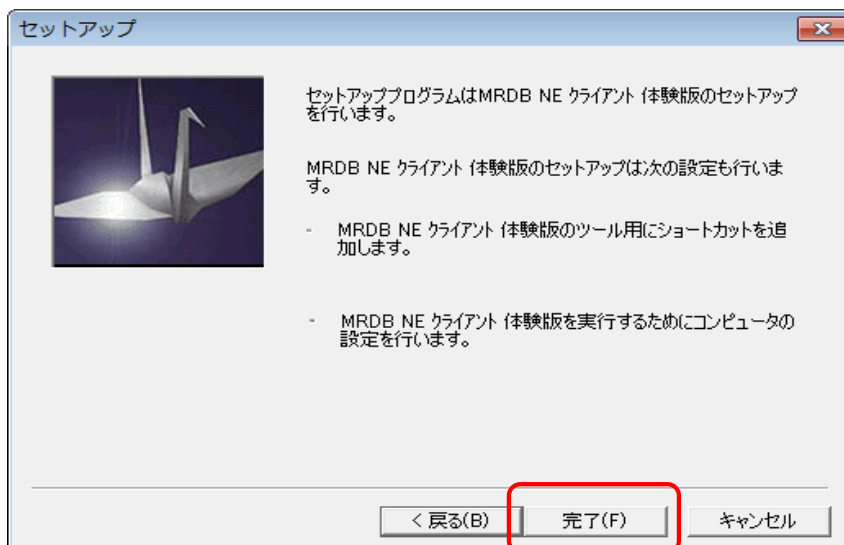 セットアップ
セットアッププログラムはMRDB NE クライアント 体験版のセットアップ
を行います。
MRDB NE クライアント 体験版のセットアップは次の設定も行いま
す。
- MRDB NE クライアント 体験版のツール用にショートカットを追
加します。
- MRDB NE クライアント 体験版を実行するためにコンピュータの
設定を行います。
< 戻る(B) 完了(F) キャンセル